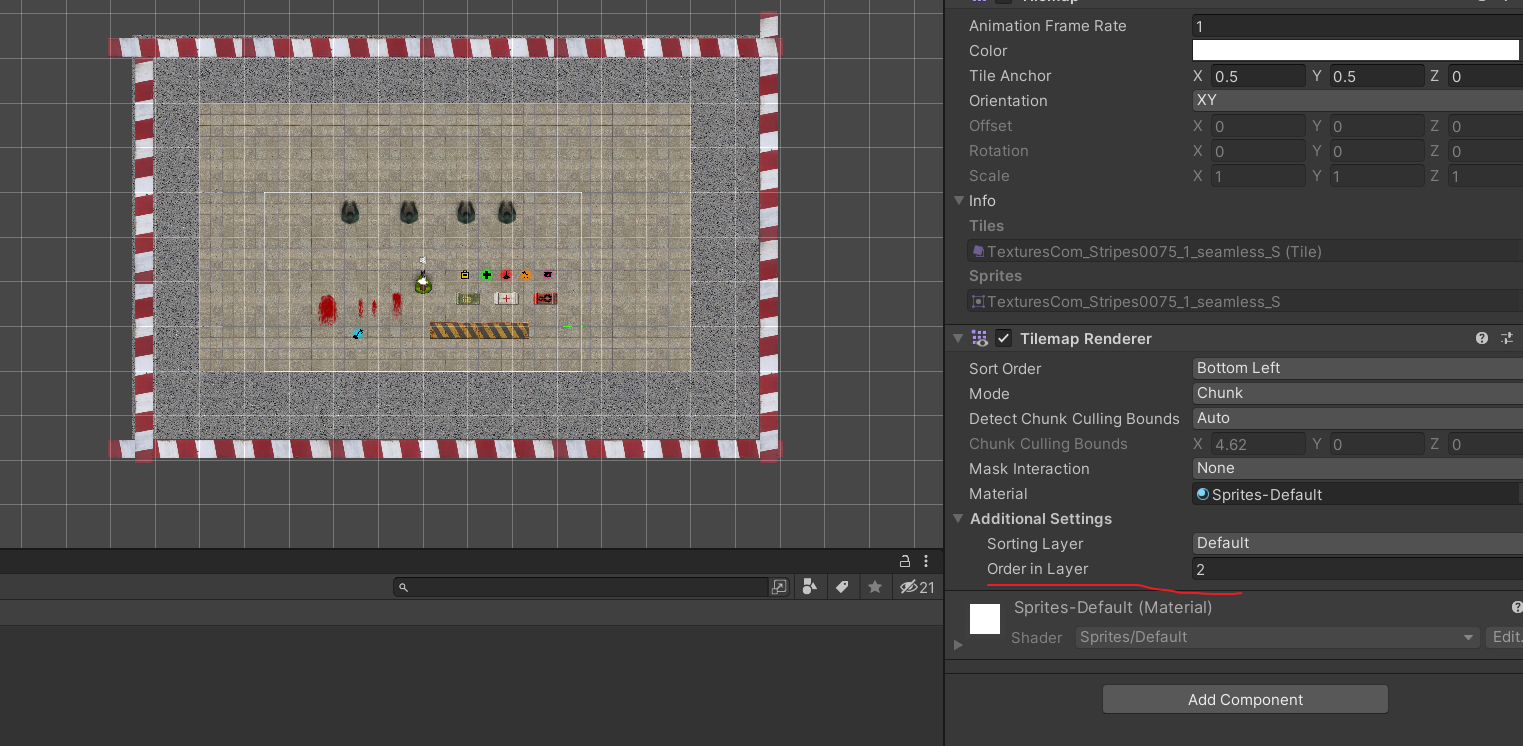 Tilemap
Animation Frame Rate 1
Color
Tile Anchor X 0.5 Y 0.5 Z 0
Orientation XY
Offset X 0 Y 0 Z 0
Rotation X 0 Y 0 Z 0
Scale X 1 Y 1 Z 1
Info
Tiles
TexturesCom_Stripes0075_1_seamless_S (Tile)
Sprites
TexturesCom_Stripes0075_1_seamless_S
Tilemap Renderer
Sort Order Bottom Left
Mode Chunk
Detect Chunk Culling Bounds Auto
Chunk Culling Bounds X 4.62 Y 0 Z 0
Mask Interaction None
Material Sprites-Default
Additional Settings
Sorting Layer Default
Order in Layer 2
21
Sprites-Default (Material)
Shader Sprites/Default Edit.
Add Component